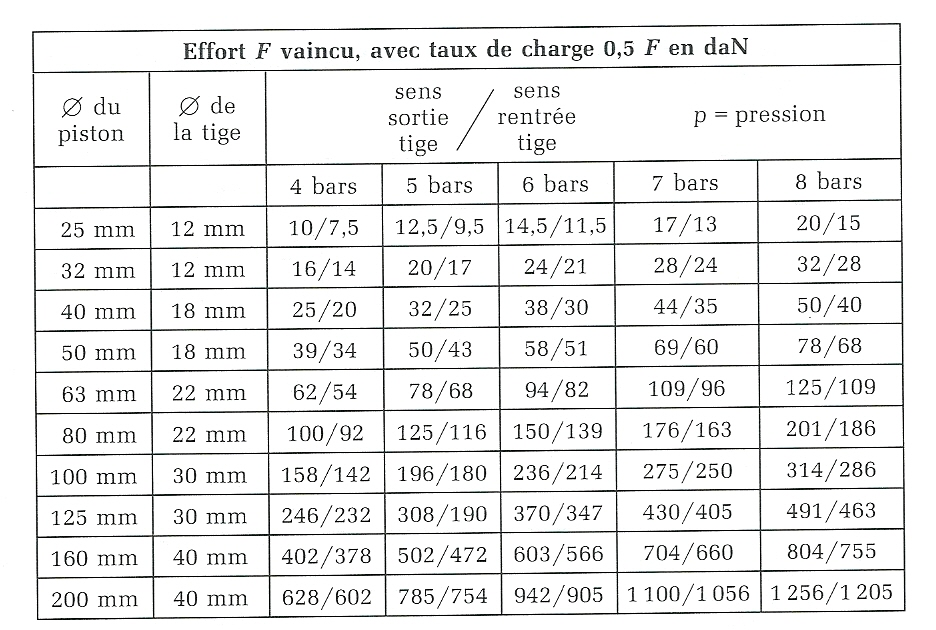 Effort F vaincu, avec taux de charge 0,5 F en daN
Ø du piston | Ø de la tige | sens sortie tige / sens rentrée tige | p = pression
4 bars | 5 bars | 6 bars | 7 bars | 8 bars
25 mm | 12 mm | 10/7,5 | 12,5/9,5 | 14,5/11,5 | 17/13 | 20/15
32 mm | 12 mm | 16/14 | 20/17 | 24/21 | 28/24 | 32/28
40 mm | 18 mm | 25/20 | 32/25 | 38/30 | 44/35 | 50/40
50 mm | 18 mm | 39/34 | 50/43 | 58/51 | 69/60 | 78/68
63 mm | 22 mm | 62/54 | 78/68 | 94/82 | 109/96 | 125/109
80 mm | 22 mm | 100/92 | 125/116 | 150/139 | 176/163 | 201/186
100 mm | 30 mm | 158/142 | 196/180 | 236/214 | 275/250 | 314/286
125 mm | 30 mm | 246/232 | 308/190 | 370/347 | 430/405 | 491/463
160 mm | 40 mm | 402/378 | 502/472 | 603/566 | 704/660 | 804/755
200 mm | 40 mm | 628/602 | 785/754 | 942/905 | 1 100/1 056 | 1 256/1 205